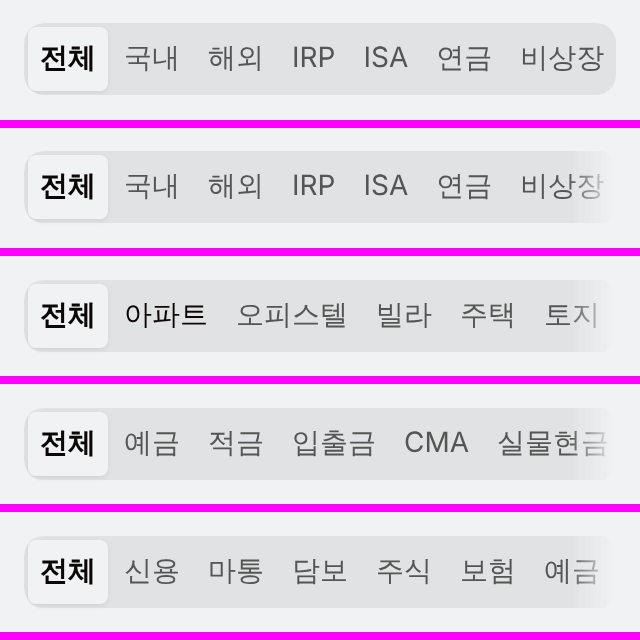 전체 국내 해외 IRP ISA 연금 비상장
전체 국내 해외 IRP ISA 연금 비상장
전체 아파트 오피스텔 빌라 주택 토지
전체 예금 적금 입출금 CMA 실물현금
전체 신용 마통 담보 주식 보험 예금